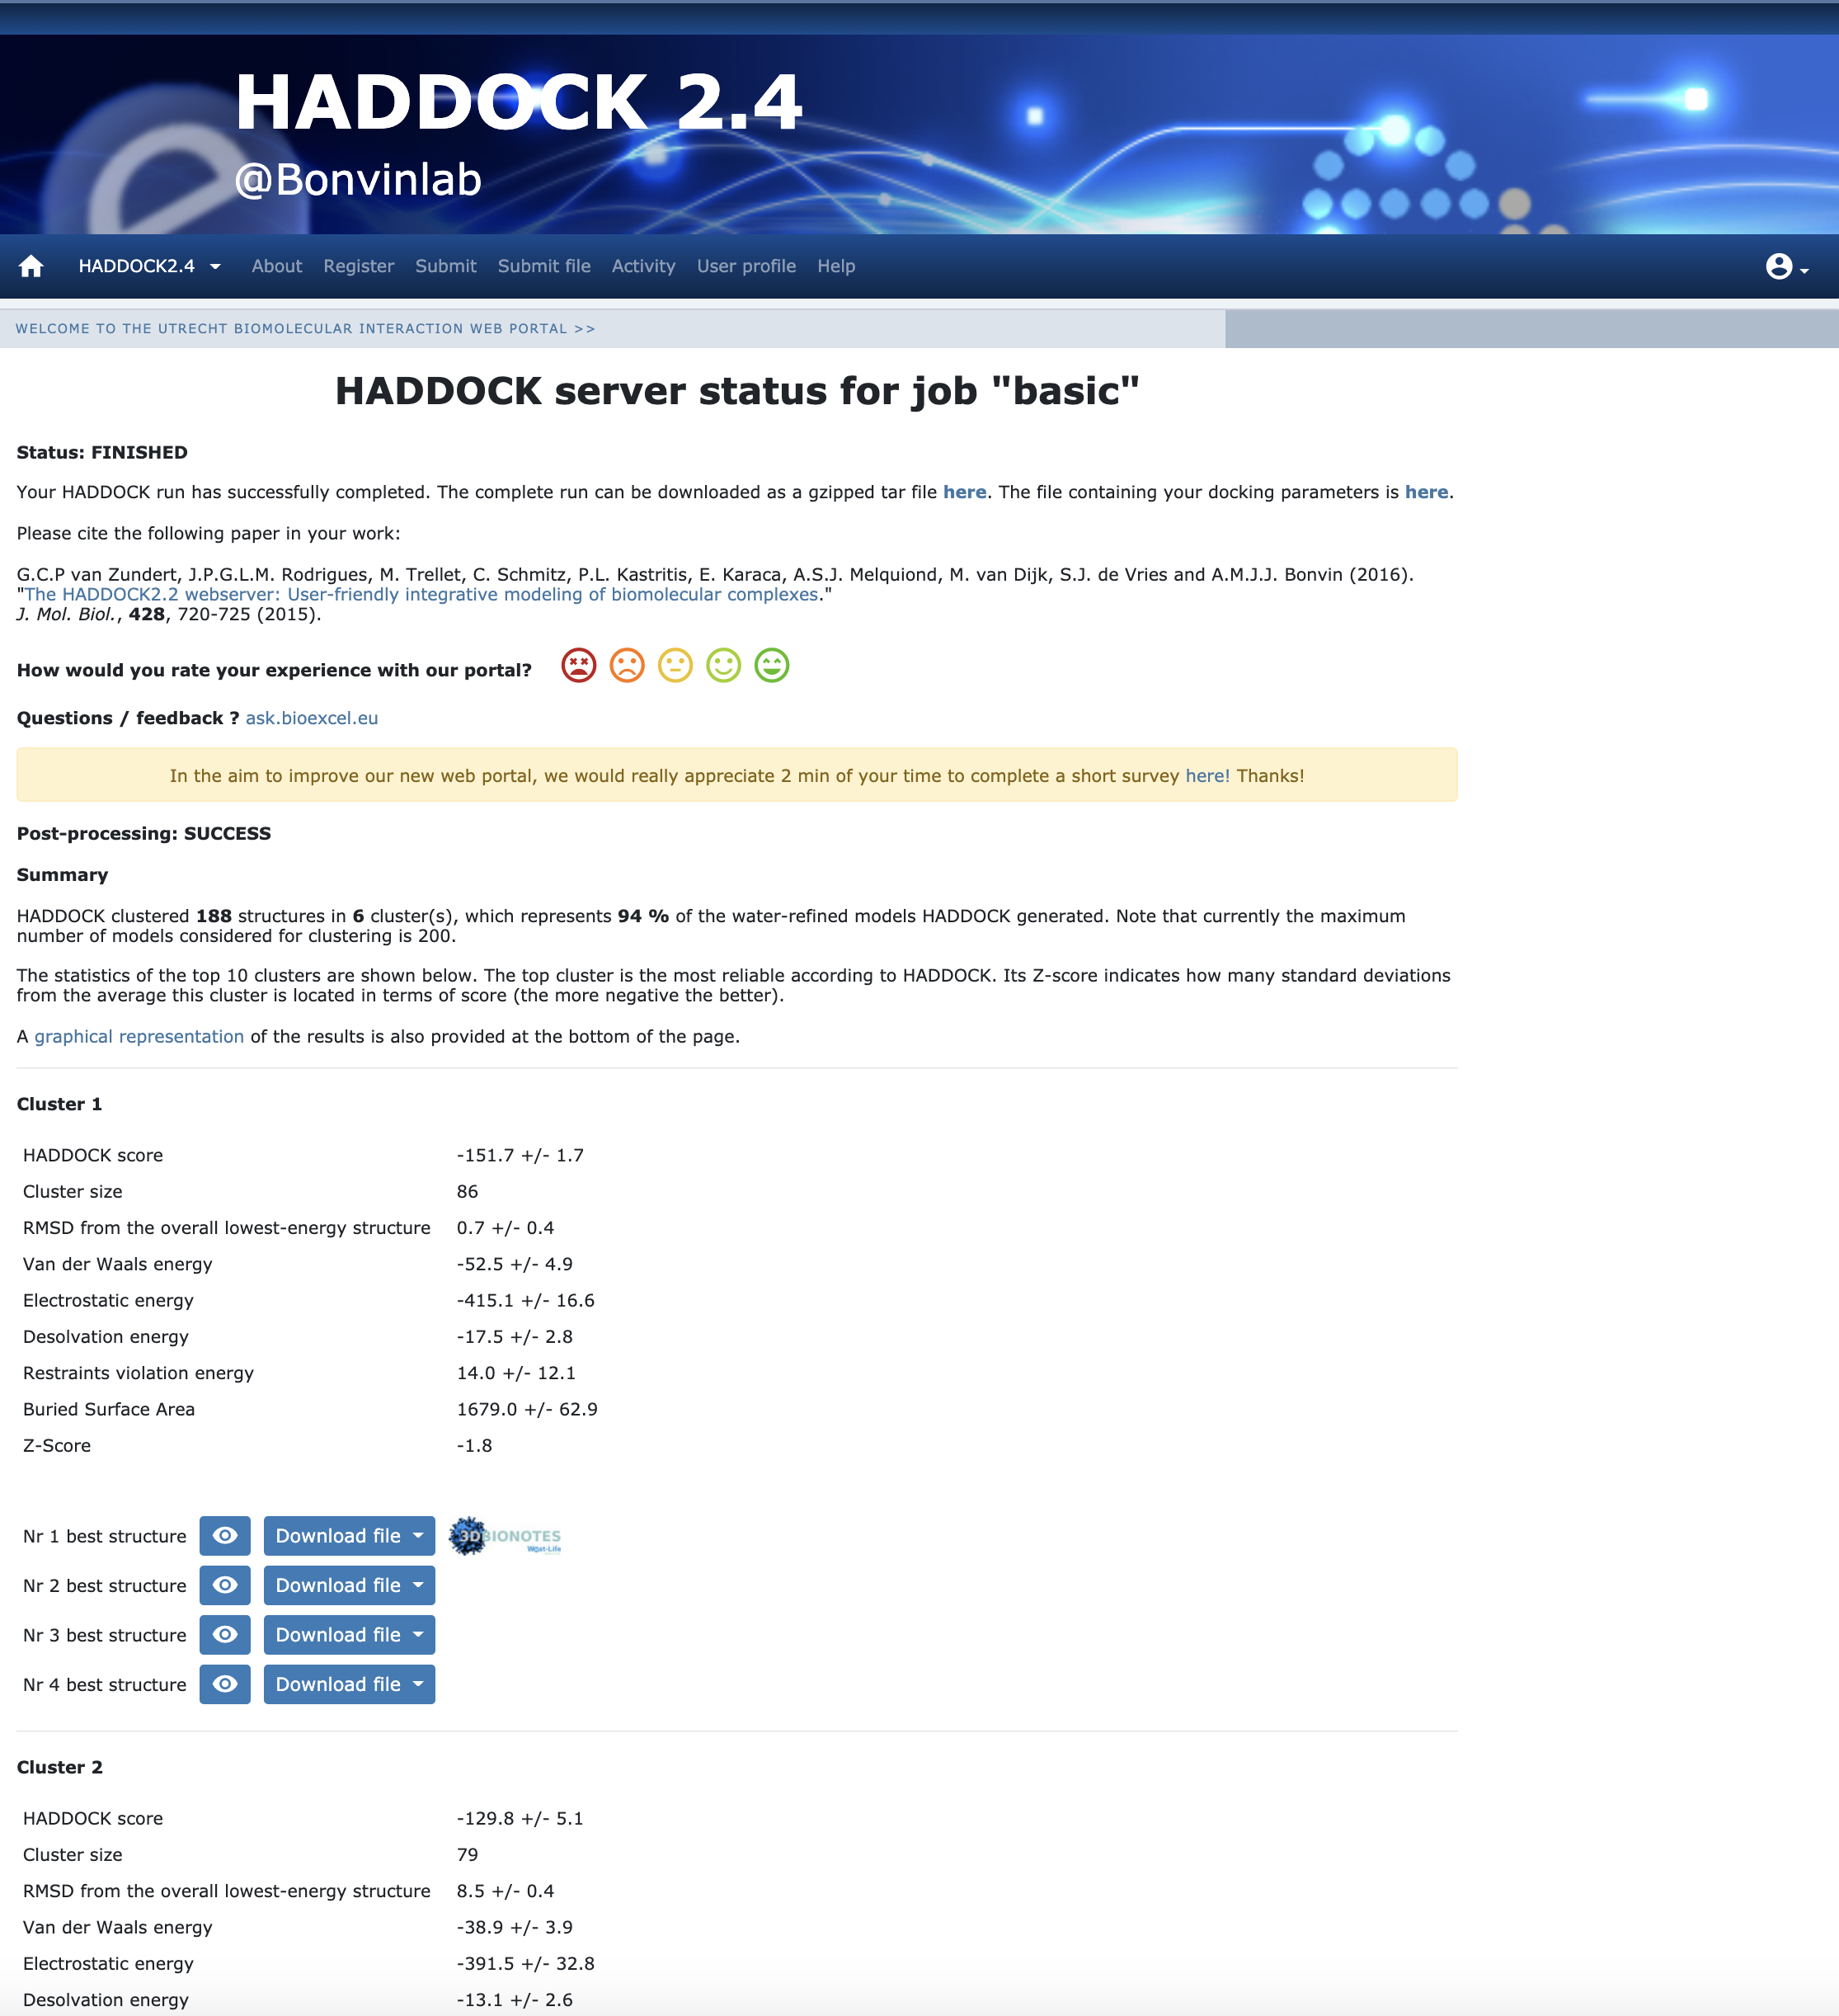 HADDOCK 2.4
@Bonvinlab
HADDOCK2.4 About Register Submit Submit file Activity User profile Help
WELCOME TO THE UTRECHT BIOMOLECULAR INTERACTION WEB PORTAL >>
HADDOCK server status for job "basic"
Status: FINISHED
Your HADDOCK run has successfully completed. The complete run can be downloaded as a gzipped tar file here. The file containing your docking parameters is here.
Please cite the following paper in your work:
G.C.P van Zundert, J.P.G.L.M. Rodrigues, M. Trellet, C. Schmitz, P.L. Kastritis, E. Karaca, A.S.J. Melquiond, M. van Dijk, S.J. de Vries and A.M.J.J. Bonvin (2016).
"The HADDOCK2.2 webserver: User-friendly integrative modeling of biomolecular complexes."
J. Mol. Biol., 428, 720-725 (2015).
How would you rate your experience with our portal?
Questions / feedback ? ask.bioexcel.eu
In the aim to improve our new web portal, we would really appreciate 2 min of your time to complete a short survey here! Thanks!
Post-processing: SUCCESS
Summary
HADDOCK clustered 188 structures in 6 cluster(s), which represents 94 % of the water-refined models HADDOCK generated. Note that currently the maximum
number of models considered for clustering is 200.
The statistics of the top 10 clusters are shown below. The top cluster is the most reliable according to HADDOCK. Its Z-score indicates how many standard deviations
from the average this cluster is located in terms of score (the more negative the better).
A graphical representation of the results is also provided at the bottom of the page.
Cluster 1
HADDOCK score -151.7 +/- 1.7
Cluster size 86
RMSD from the overall lowest-energy structure 0.7 +/- 0.4
Van der Waals energy -52.5 +/- 4.9
Electrostatic energy -415.1 +/- 16.6
Desolvation energy -17.5 +/- 2.8
Restraints violation energy 14.0 +/- 12.1
Buried Surface Area 1679.0 +/- 62.9
Z-Score -1.8
Nr 1 best structure Download file 3DBIONOTES
West-Life
Nr 2 best structure Download file
Nr 3 best structure Download file
Nr 4 best structure Download file
Cluster 2
HADDOCK score -129.8 +/- 5.1
Cluster size 79
RMSD from the overall lowest-energy structure 8.5 +/- 0.4
Van der Waals energy -38.9 +/- 3.9
Electrostatic energy -391.5 +/- 32.8
Desolvation energy -13.1 +/- 2.6